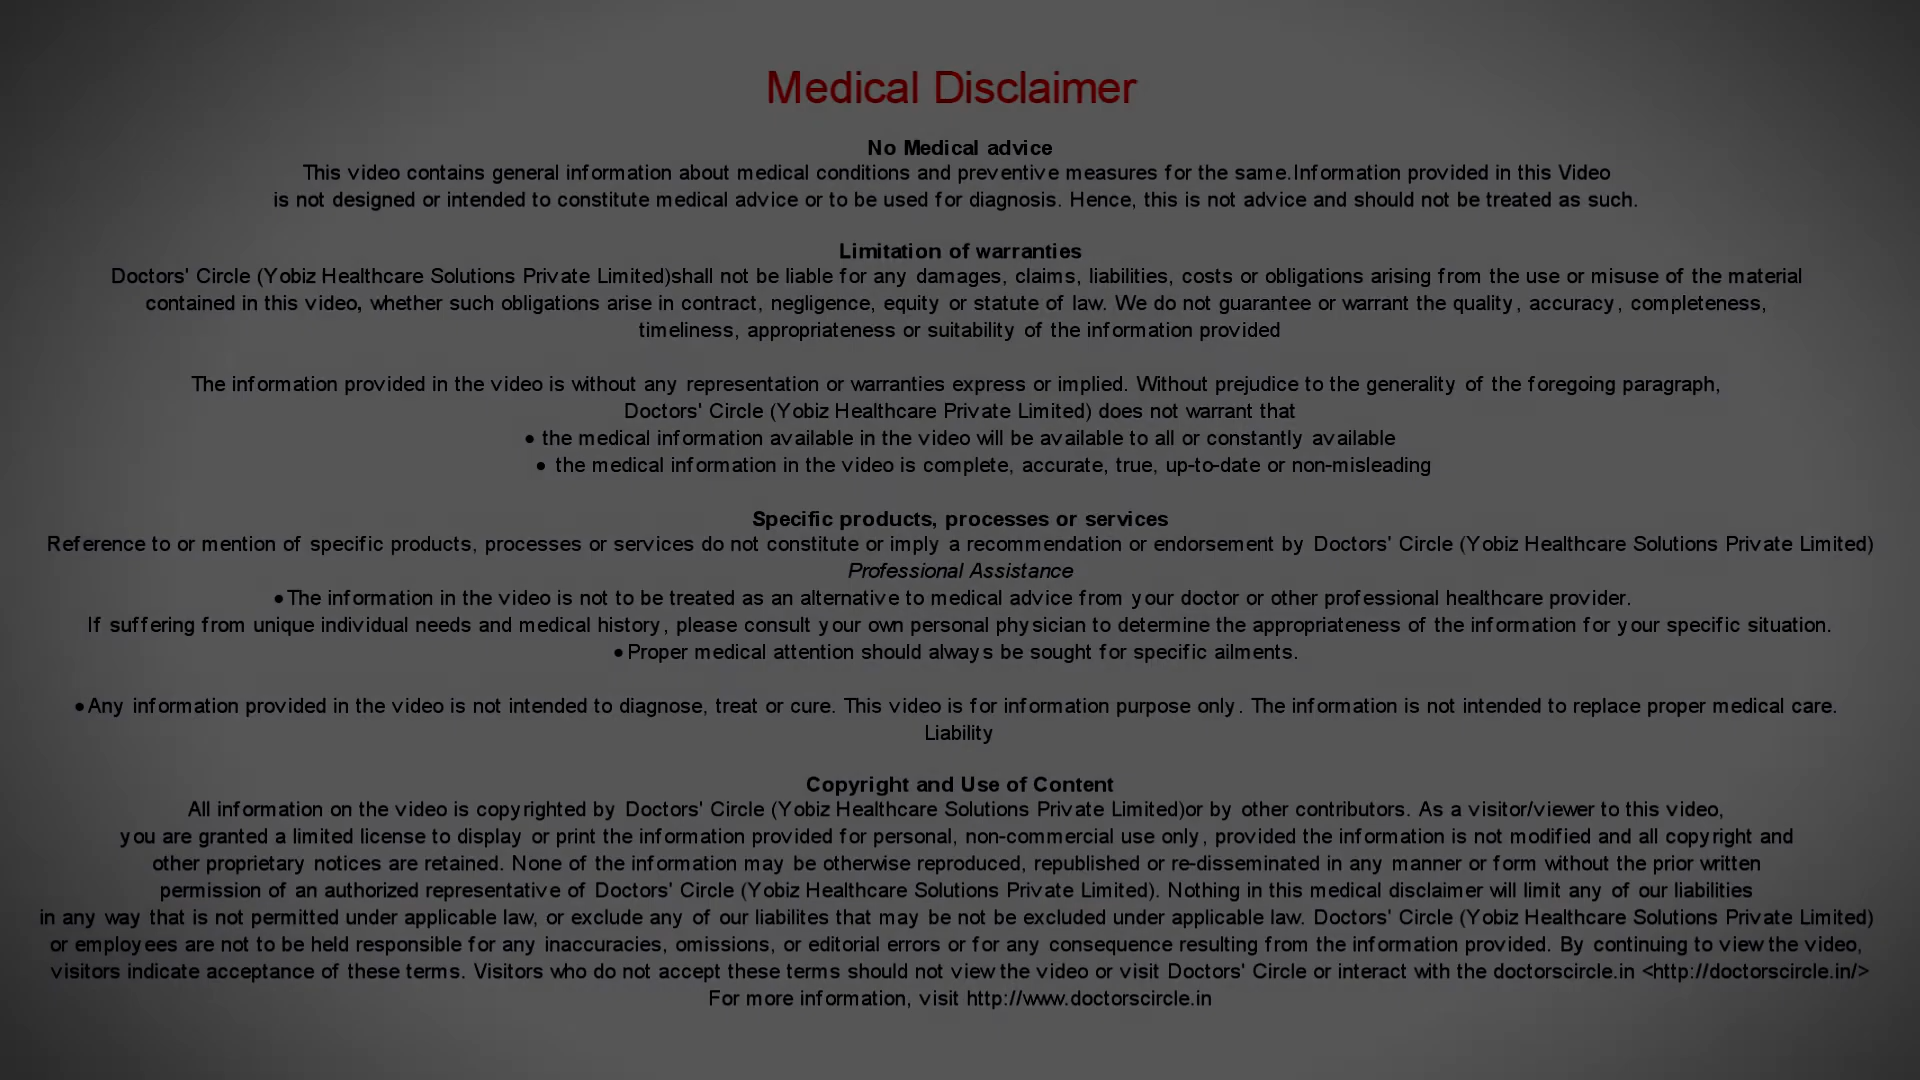 Medical Disclaimer
No Medical advice
This video contains general information about medical conditions and preventive measures for the same.Information provided in this Video
is not designed or intended to constitute medical advice or to be used for diagnosis. Hence, this is not advice and should not be treated as such.
Limitation of warranties
Doctors' Circle (Yobiz Healthcare Solutions Private Limited)shall not be liable for any damages, claims, liabilities, costs or obligations arising from the use or misuse of the material
contained in this video, whether such obligations arise in contract, negligence, equity or statute of law. We do not guarantee or warrant the quality, accuracy, completeness,
timeliness, appropriateness or suitability of the information provided
The information provided in the video is without any representation or warranties express or implied. Without prejudice to the generality of the foregoing paragraph,
Doctors' Circle (Yobiz Healthcare Private Limited) does not warrant that
• the medical information available in the video will be available to all or constantly available
• the medical information in the video is complete, accurate, true, up-to-date or non-misleading
Specific products, processes or services
Reference to or mention of specific products, processes or services do not constitute or imply a recommendation or endorsement by Doctors' Circle (Yobiz Healthcare Solutions Private Limited)
Professional Assistance
•The information in the video is not to be treated as an alternative to medical advice from your doctor or other professional healthcare provider.
If suffering from unique individual needs and medical history, please consult your own personal physician to determine the appropriateness of the information for your specific situation.
•Proper medical attention should always be sought for specific ailments.
•Any information provided in the video is not intended to diagnose, treat or cure. This video is for information purpose only. The information is not intended to replace proper medical care.
Liability
Copyright and Use of Content
All information on the video is copyrighted by Doctors' Circle (Yobiz Healthcare Solutions Private Limited)or by other contributors. As a visitor/viewer to this video,
you are granted a limited license to display or print the information provided for personal, non-commercial use only, provided the information is not modified and all copyright and
other proprietary notices are retained. None of the information may be otherwise reproduced, republished or re-disseminated in any manner or form without the prior written
permission of an authorized representative of Doctors' Circle (Yobiz Healthcare Solutions Private Limited). Nothing in this medical disclaimer will limit any of our liabilities
in any way that is not permitted under applicable law, or exclude any of our liabilites that may be not be excluded under applicable law. Doctors' Circle (Yobiz Healthcare Solutions Private Limited)
or employees are not to be held responsible for any inaccuracies, omissions, or editorial errors or for any consequence resulting from the information provided. By continuing to view the video,
visitors indicate acceptance of these terms. Visitors who do not accept these terms should not view the video or visit Doctors' Circle or interact with the doctorscircle.in <http://doctorscircle.in/>
For more information, visit http://www.doctorscircle.in